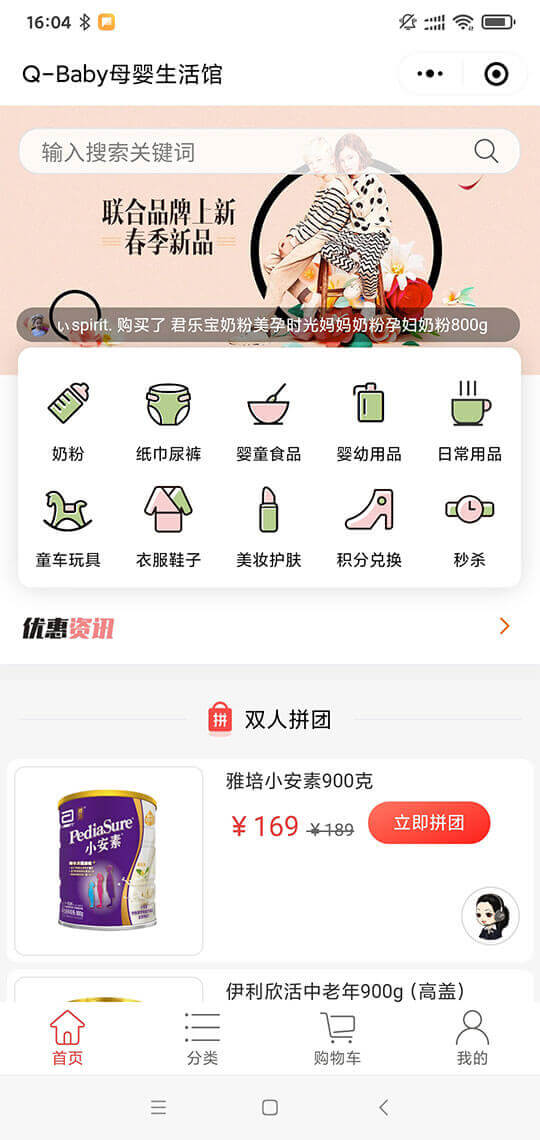 16:04
Q-Baby母婴生活馆
输入搜索关键词
联合品牌上新
春季新品
いspirit. 购买了 君乐宝奶粉美孕时光妈妈奶粉孕妇奶粉800g
奶粉 纸巾尿裤 婴童食品 婴幼用品 日常用品
童车玩具 衣服鞋子 美妆护肤 积分兑换 秒杀
优惠资讯
拼 双人拼团
雅培小安素900克
¥169 ¥189 立即拼团
PediaSure
小安素
伊利欣活中老年900g (高盖)
首页 分类 购物车 我的